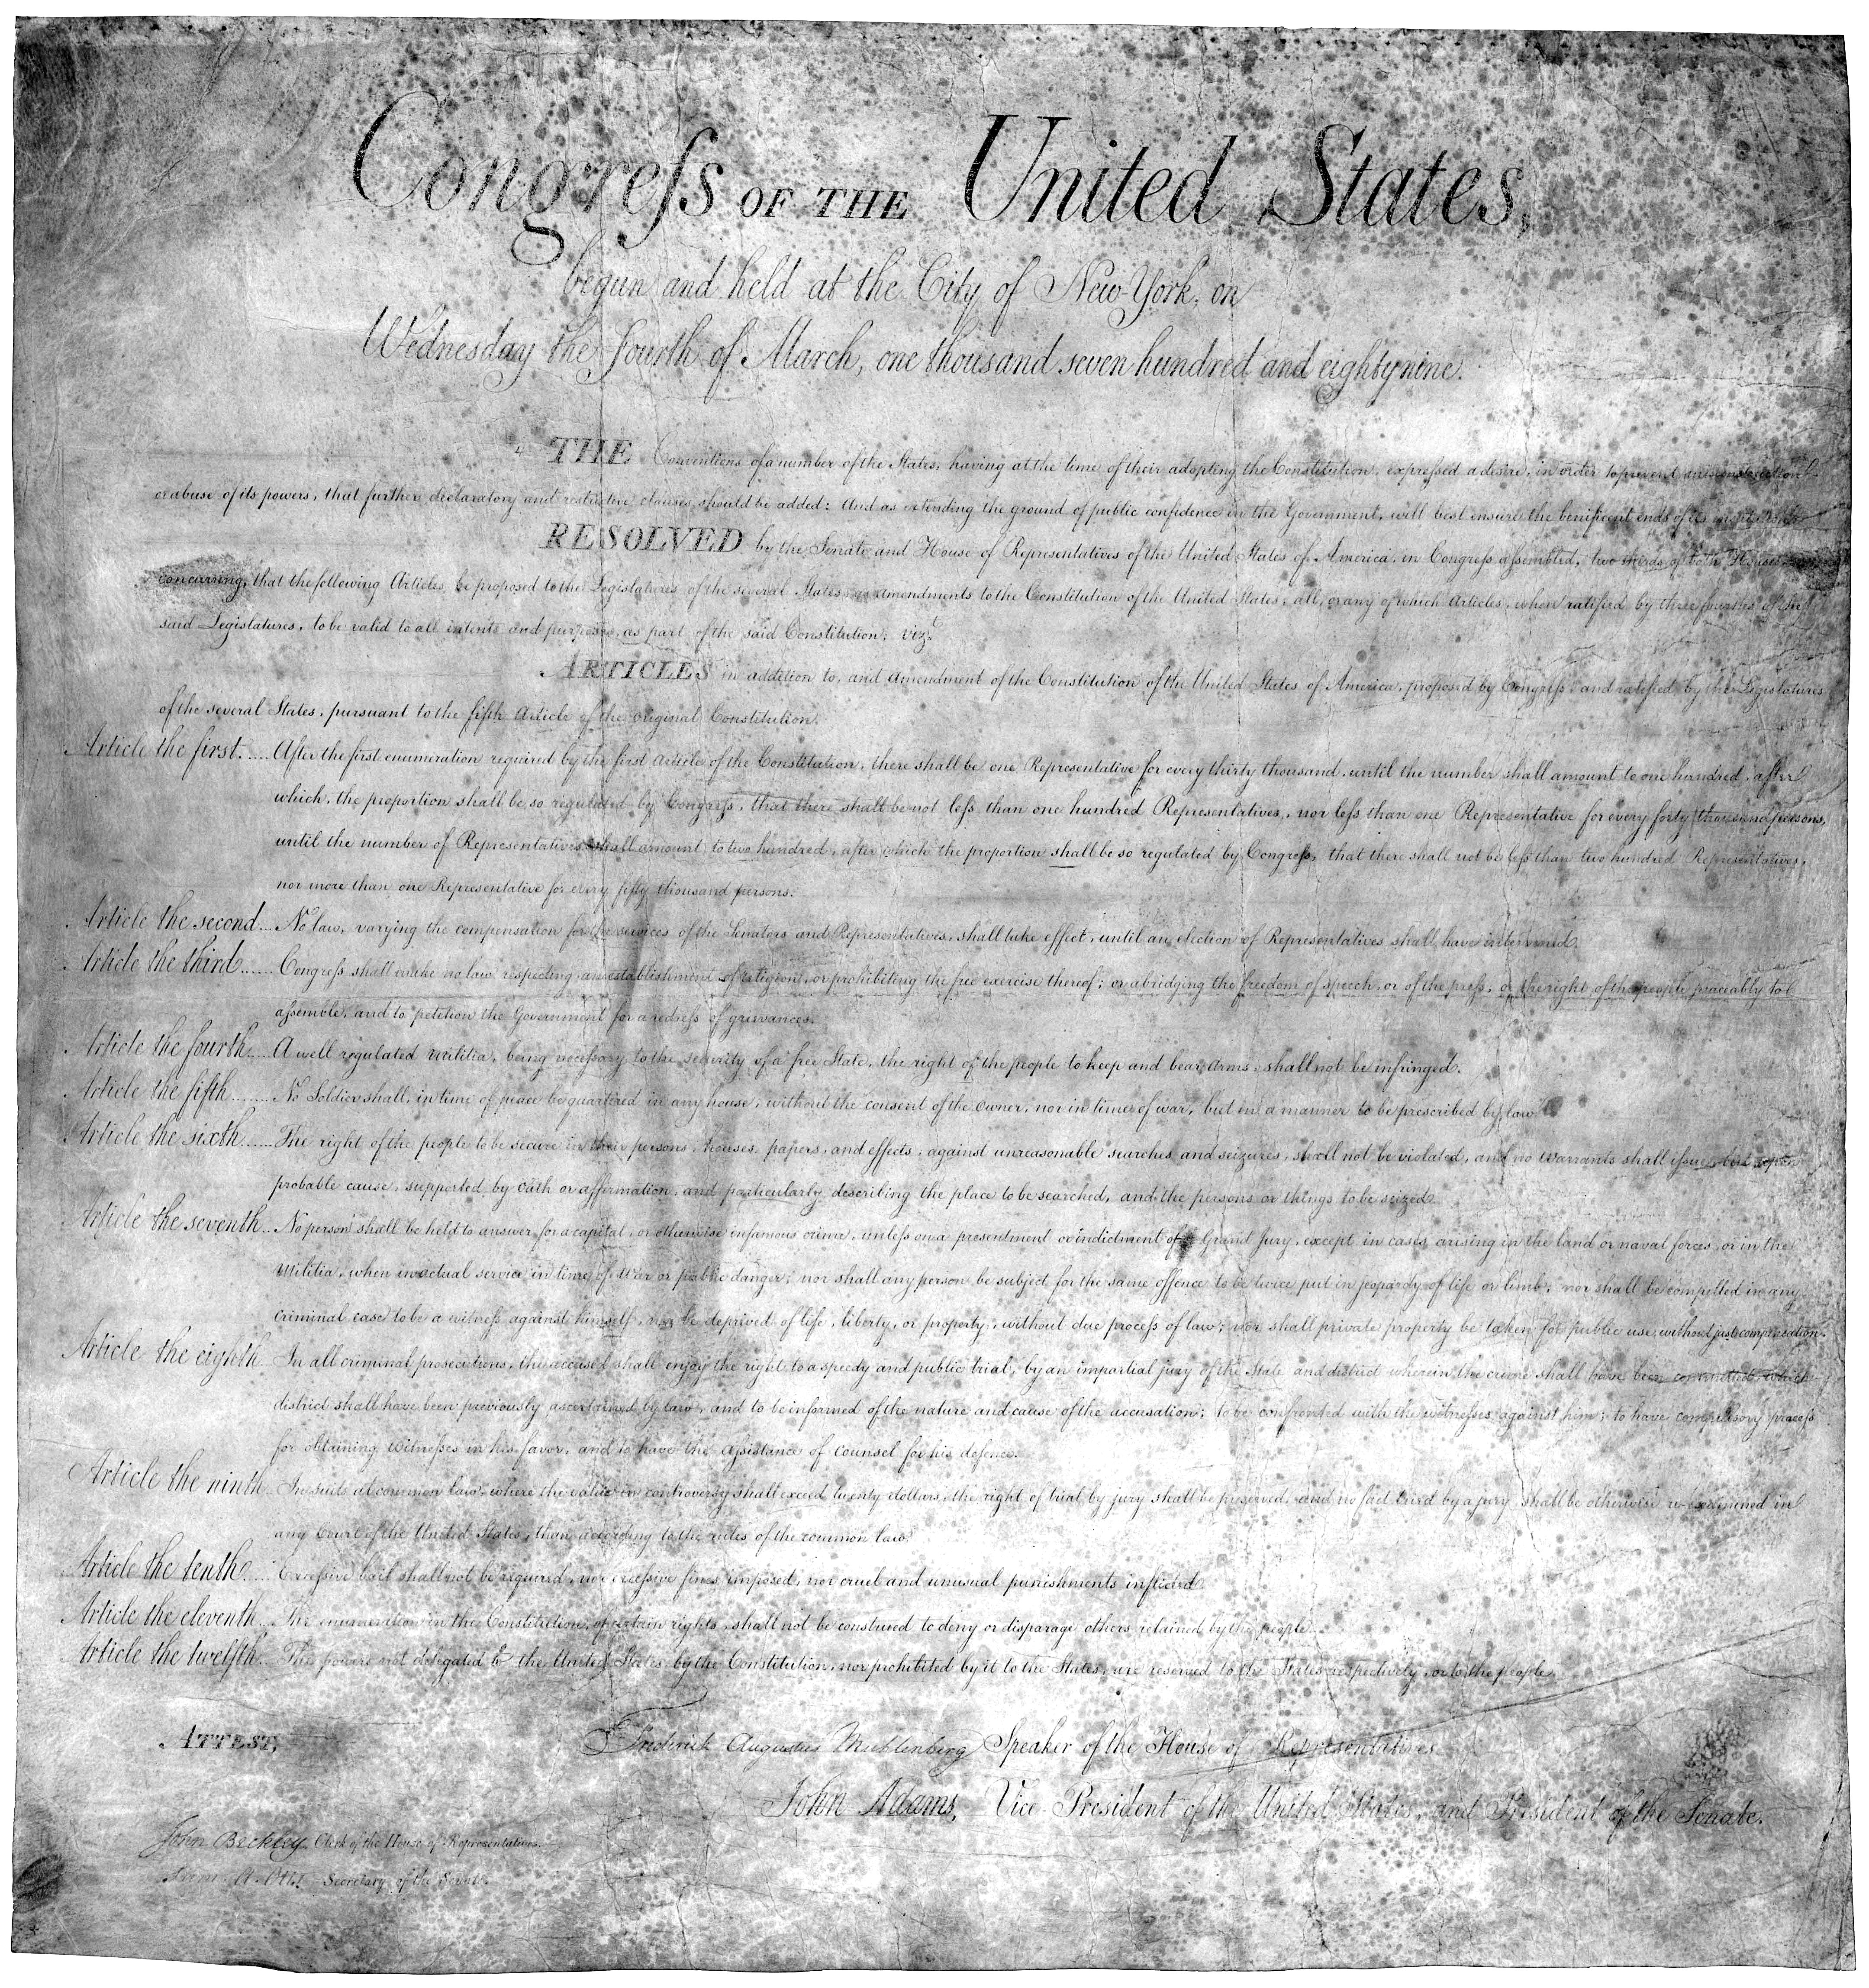 Congreſs OF THE United States,
begun and held at the City of New-York, on
Wednesday the fourth of March, one thousand seven hundred and eighty nine.
THE Conventions of a number of the States, having at the time of their adopting the Constitution, expressed a desire, in order to prevent misconstruction
or abuse of its powers, that further declaratory and restrictive clauses should be added: And as extending the ground of public confidence in the Government, will best ensure the benificent ends of its
RESOLVED by the Senate and House of Representatives of the United States of America, in Congreſs aſsembled, two thirds of both Houses
concurring, that the following Articles be proposed to the Legislatures of the several States, as amendments to the Constitution of the United States, all, or any of which Articles, when ratified by three fourths of the
said Legislatures, to be valid to all intents and purposes, as part of the said Constitution; vizt.
ARTICLES in addition to, and amendment of the Constitution of the United States of America, proposed by Congreſs, and ratified by the Legislatures
of the several States, pursuant to the fifth Article of the original Constitution.
Article the first..... After the first enumeration required by the first Article of the Constitution, there shall be one Representative for every thirty thousand, until the number shall amount to one hundred, after
which, the proportion shall be so regulated by Congreſs, that there shall be not leſs than one hundred Representatives, nor leſs than one Representative for every forty thousand persons,
until the number of Representatives shall amount to two hundred, after which the proportion shall be so regulated by Congreſs, that there shall not be leſs than two hundred Representatives,
nor more than one Representative for every fifty thousand persons.
Article the second... No law, varying the compensation for the services of the Senators and Representatives, shall take effect, until an election of Representatives shall have intervened.
Article the third...... Congreſs shall make no law respecting an establishment of religion, or prohibiting the free exercise thereof; or abridging the freedom of speech, or of the preſs, or the right of the people peaceably to
aſsemble, and to petition the Government for a redreſs of grievances.
Article the fourth..... A well regulated Militia, being neceſsary to the security of a free State, the right of the people to keep and bear Arms, shall not be infringed.
Article the fifth........ No Soldier shall, in time of peace be quartered in any house, without the consent of the Owner, nor in time of war, but in a manner to be prescribed by law.
Article the sixth...... The right of the people to be secure in their persons, houses, papers, and effects, against unreasonable searches and seizures, shall not be violated, and no Warrants shall iſsue, but upon
probable cause, supported by Oath or affirmation, and particularly describing the place to be searched, and the persons or things to be seized.
Article the seventh.. No person shall be held to answer for a capital, or otherwise infamous crime, unleſs on a presentment or indictment of a Grand Jury, except in cases arising in the land or naval forces, or in the
Militia, when in actual service in time of War or public danger; nor shall any person be subject for the same offence to be twice put in jeopardy of life or limb; nor shall be compelled in any
criminal case to be a witneſs against himself, nor be deprived of life, liberty, or property, without due proceſs of law; nor shall private property be taken for public use, without just compensation.
Article the eighth.. In all criminal prosecutions, the accused shall enjoy the right to a speedy and public trial, by an impartial jury of the State and district wherein the crime shall have been committed, which
district shall have been previously ascertained by law, and to be informed of the nature and cause of the accusation; to be confronted with the witneſses against him; to have compulsory proceſs
for obtaining Witneſses in his favor, and to have the Aſsistance of Counsel for his defence.
Article the ninth.. In suits at common law, where the value in controversy shall exceed twenty dollars, the right of trial by jury shall be preserved, and no fact tried by a jury, shall be otherwise re-examined in
any Court of the United States, than according to the rules of the common law.
Article the tenth.... Exceſsive bail shall not be required, nor exceſsive fines imposed, nor cruel and unusual punishments inflicted.
Article the eleventh... The enumeration in the Constitution, of certain rights, shall not be construed to deny or disparage others retained by the people.
Article the twelfth... The powers not delegated to the United States by the Constitution, nor prohibited by it to the States, are reserved to the States respectively, or to the people.
ATTEST,
Frederick Augustus Muhlenberg Speaker of the House of Representatives
John Adams, Vice-President of the United States, and President of the Senate.
John Beckley, Clerk of the House of Representatives.
Sam. A. Otis Secretary of the Senate.